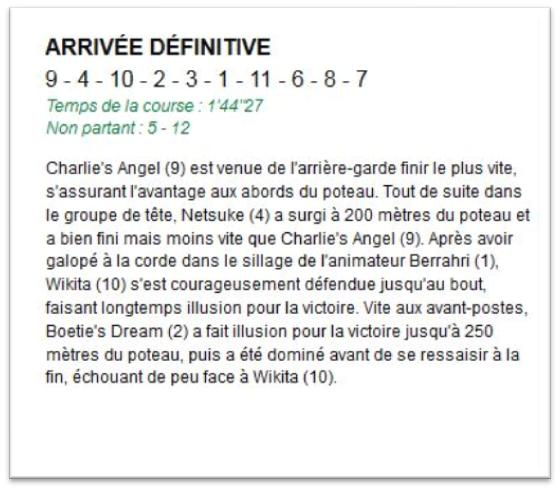 ARRIVÉE DÉFINITIVE
9 - 4 - 10 - 2 - 3 - 1 - 11 - 6 - 8 - 7
Temps de la course : 1'44"27
Non partant : 5 - 12
Charlie's Angel (9) est venue de l'arrière-garde finir le plus vite,
s'assurant l'avantage aux abords du poteau. Tout de suite dans
le groupe de tête, Netsuke (4) a surgi à 200 mètres du poteau et
a bien fini mais moins vite que Charlie's Angel (9). Après avoir
galopé à la corde dans le sillage de l'animateur Berrahri (1),
Wikita (10) s'est courageusement défendue jusqu'au bout,
faisant longtemps illusion pour la victoire. Vite aux avant-postes,
Boetie's Dream (2) a fait illusion pour la victoire jusqu'à 250
mètres du poteau, puis a été dominé avant de se ressaisir à la
fin, échouant de peu face à Wikita (10).